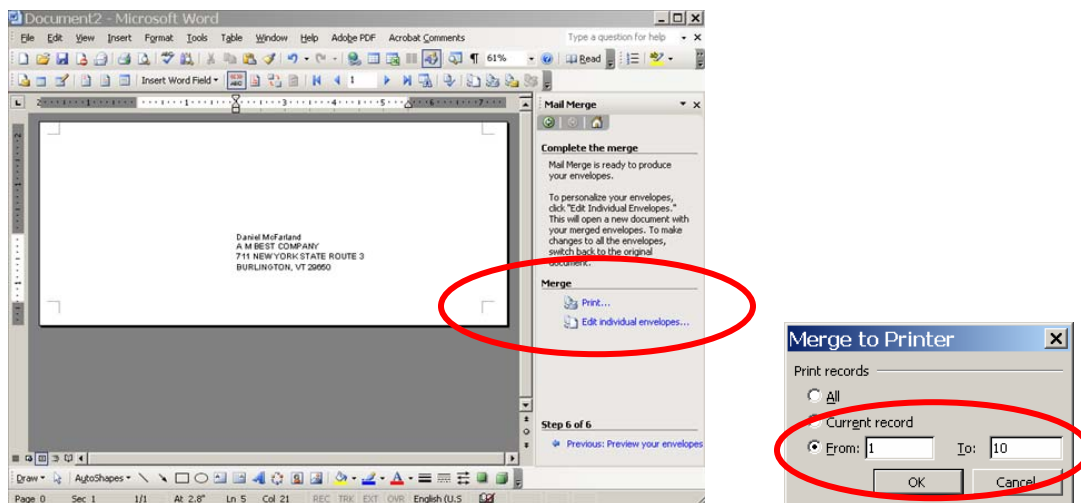 Document2 - Microsoft Word
File Edit View Insert Format Tools Table Window Help Adobe PDF Acrobat Comments Type a question for help
61% Read
Insert Word Field 1
Mail Merge
Complete the merge
Mail Merge is ready to produce
your envelopes.
To personalize your envelopes,
click "Edit Individual Envelopes."
This will open a new document with
your merged envelopes. To make
changes to all the envelopes,
switch back to the original
document.
Merge
Print...
Edit individual envelopes...
Daniel McFarland
A M BEST COMPANY
711 NEW YORK STATE ROUTE 3
BURLINGTON, VT 29650
Step 6 of 6
Previous: Preview your envelopes
Draw AutoShapes
Page 0 Sec 1 1/1 At 2.8" Ln 5 Col 21 REC TRK EXT OVR English (U.S
Merge to Printer
Print records
All
Current record
From: 1 To: 10
OK Cancel